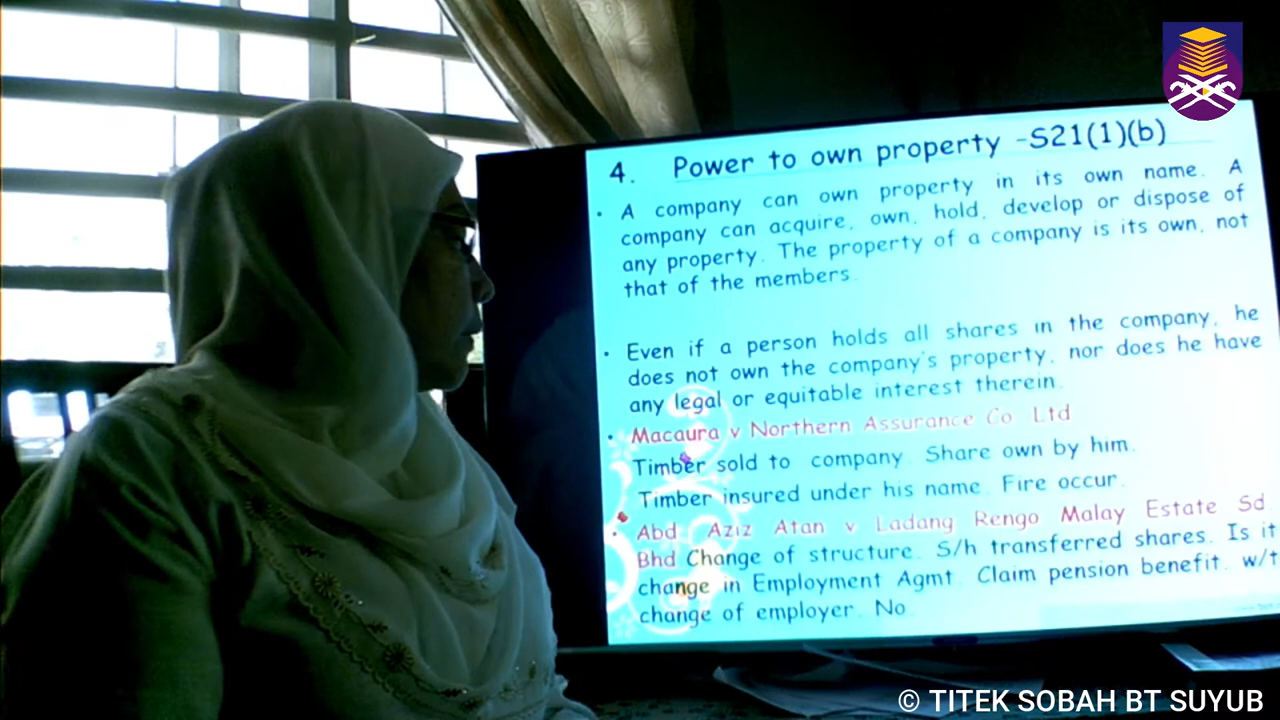 4. Power to own property -S21(1)(b)
• A company can own property in its own name. A
company can acquire, own, hold, develop or dispose of
any property. The property of a company is its own, not
that of the members.
• Even if a person holds all shares in the company, he
does not own the company's property, nor does he have
any legal or equitable interest therein.
• Macaura v Northern Assurance Co Ltd
Timber sold to company. Share own by him.
Timber insured under his name. Fire occur.
• Abd Aziz Atan v Ladang Rengo Malay Estate Sd
Bhd Change of structure. S/h transferred shares. Is it
change in Employment Agmt. Claim pension benefit. w/t
change of employer. No
© TITEK SOBAH BT SUYUB